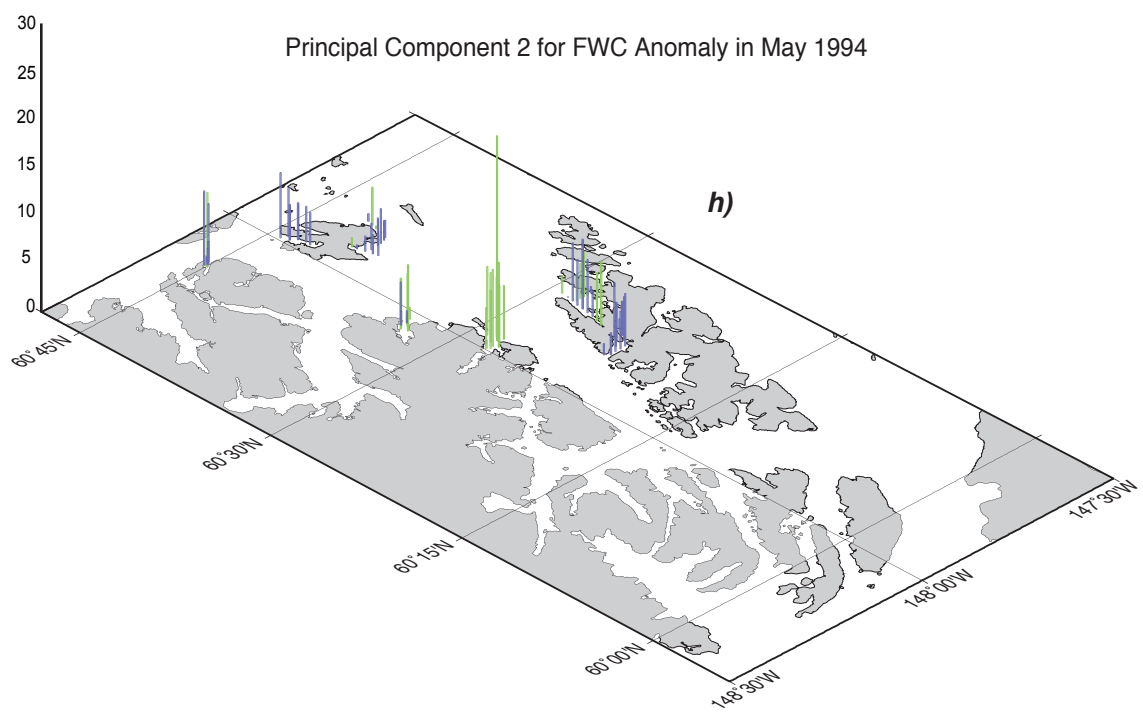 30
Principal Component 2 for FWC Anomaly in May 1994
25
20
15
h)
10
5
0
60°45'N
60°30'N
60°15'N
60°00'N
147°30'W
148°00'W
148°30'W